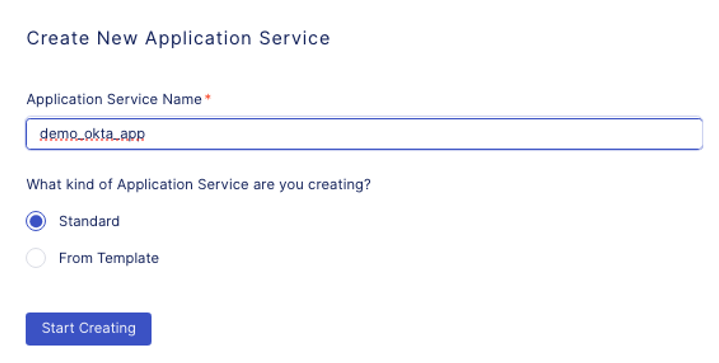 Create New Application Service
Application Service Name*
demo_okta_app
What kind of Application Service are you creating?
Standard
From Template
Start Creating